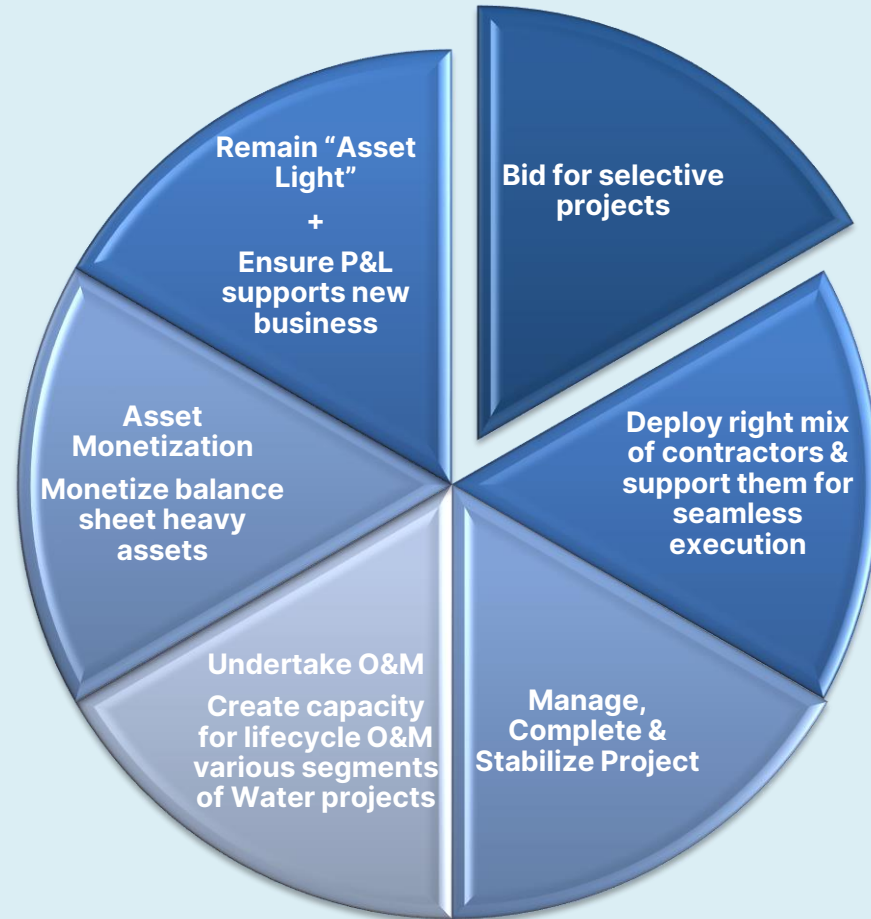 Bid for selective
projects
Deploy right mix
of contractors &
support them for
seamless
execution
Manage,
Complete &
Stabilize Project
Undertake O&M
Create capacity
for lifecycle O&M
various segments
of Water projects
Asset
Monetization
Monetize balance
sheet heavy
assets
Remain “Asset
Light”
+
Ensure P&L
supports new
business